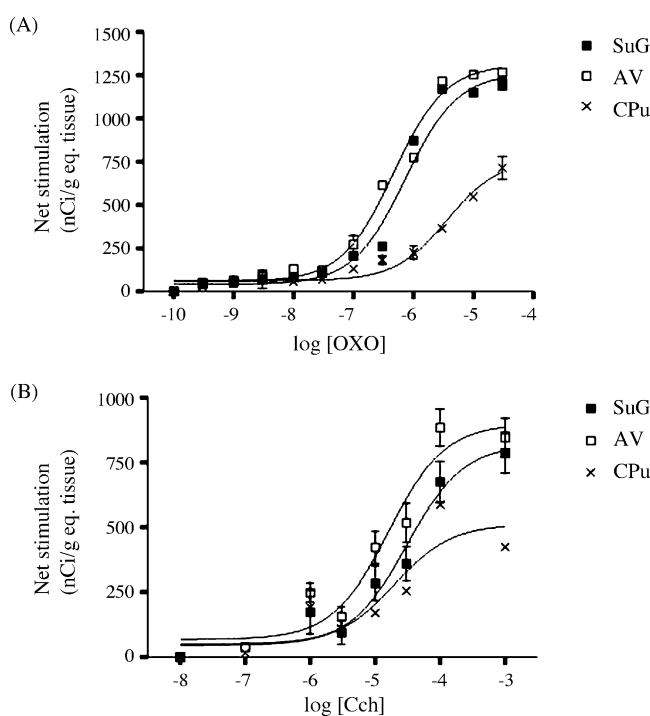 (A)
1500
1250
1000
750
500
250
0
Net stimulation
(nCi/g eq. tissue)
-10 -9 -8 -7 -6 -5 -4
log [OXO]
SuG
AV
CPu
(B)
1000
750
500
250
0
Net stimulation
(nCi/g eq. tissue)
-8 -7 -6 -5 -4 -3
log [Cch]
SuG
AV
CPu